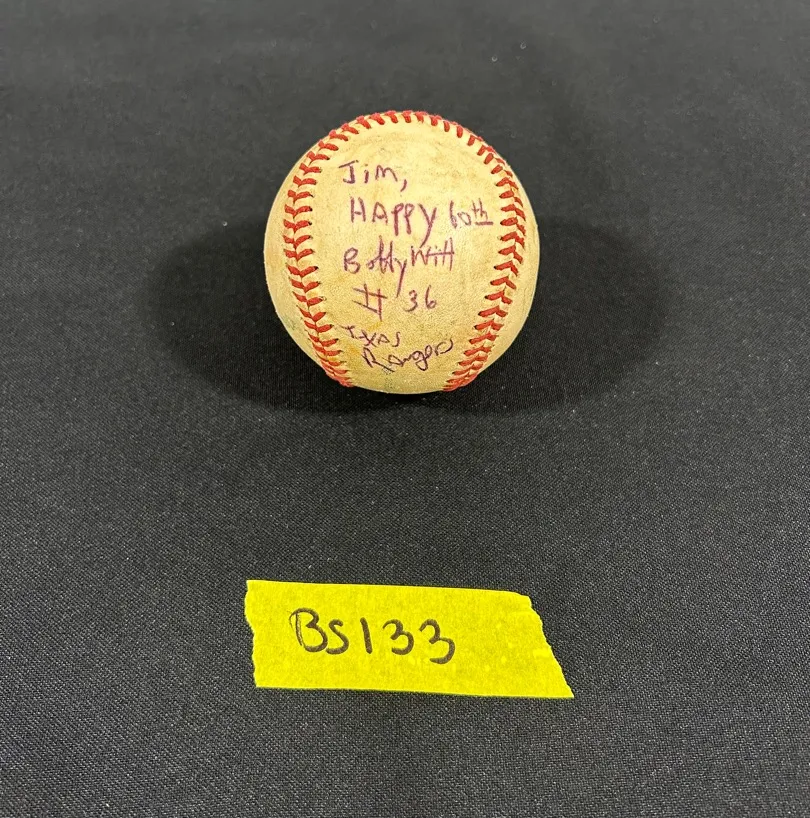 Jim,
HAPPY 60th
Bobby Witt
# 36
Texas
Rangers
BS133